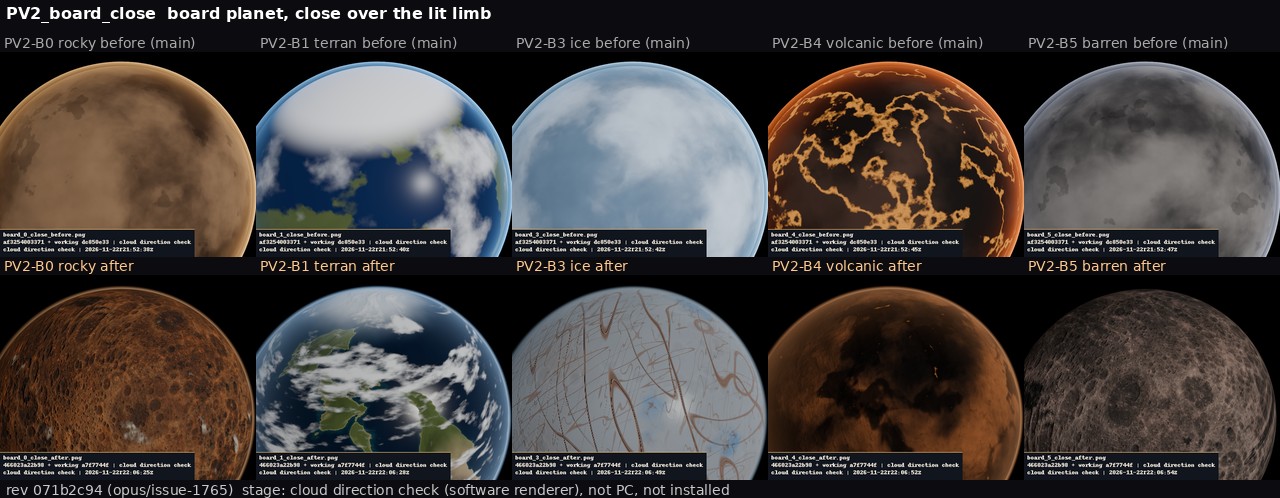 PV2_board_close  board planet, close over the lit limb
PV2-B0 rocky before (main)
PV2-B1 terran before (main)
PV2-B3 ice before (main)
PV2-B4 volcanic before (main)
PV2-B5 barren before (main)
board_0_close_before.png
af3254003371 + working dc050e33 | cloud direction check
cloud direction check | 2026-11-22T21:52:38z
board_1_close_before.png
af3254003371 + working dc050e33 | cloud direction check
cloud direction check | 2026-11-22T21:52:40z
board_3_close_before.png
af3254003371 + working dc050e33 | cloud direction check
cloud direction check | 2026-11-22T21:52:42z
board_4_close_before.png
af3254003371 + working dc050e33 | cloud direction check
cloud direction check | 2026-11-22T21:52:45z
board_5_close_before.png
af3254003371 + working dc050e33 | cloud direction check
cloud direction check | 2026-11-22T21:52:47z
PV2-B0 rocky after
PV2-B1 terran after
PV2-B3 ice after
PV2-B4 volcanic after
PV2-B5 barren after
board_0_close_after.png
466023a22b98 + working a7f7744f | cloud direction check
cloud direction check | 2026-11-22T22:06:25z
board_1_close_after.png
466023a22b98 + working a7f7744f | cloud direction check
cloud direction check | 2026-11-22T22:06:28z
board_3_close_after.png
466023a22b98 + working a7f7744f | cloud direction check
cloud direction check | 2026-11-22T22:06:49z
board_4_close_after.png
466023a22b98 + working a7f7744f | cloud direction check
cloud direction check | 2026-11-22T22:06:52z
board_5_close_after.png
466023a22b98 + working a7f7744f | cloud direction check
cloud direction check | 2026-11-22T22:06:54z
rev 071b2c94 (opus/issue-1765)  stage: cloud direction check (software renderer), not PC, not installed